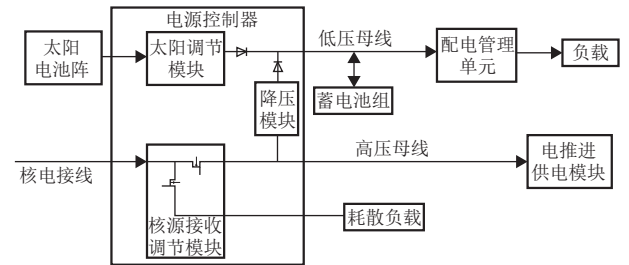 电源控制器
太阳
电池阵
太阳调节
模块
低压母线
配电管理
单元
负载
降压
模块
蓄电池组
高压母线
电推进
供电模块
核电接线
核源接收
调节模块
耗散负载